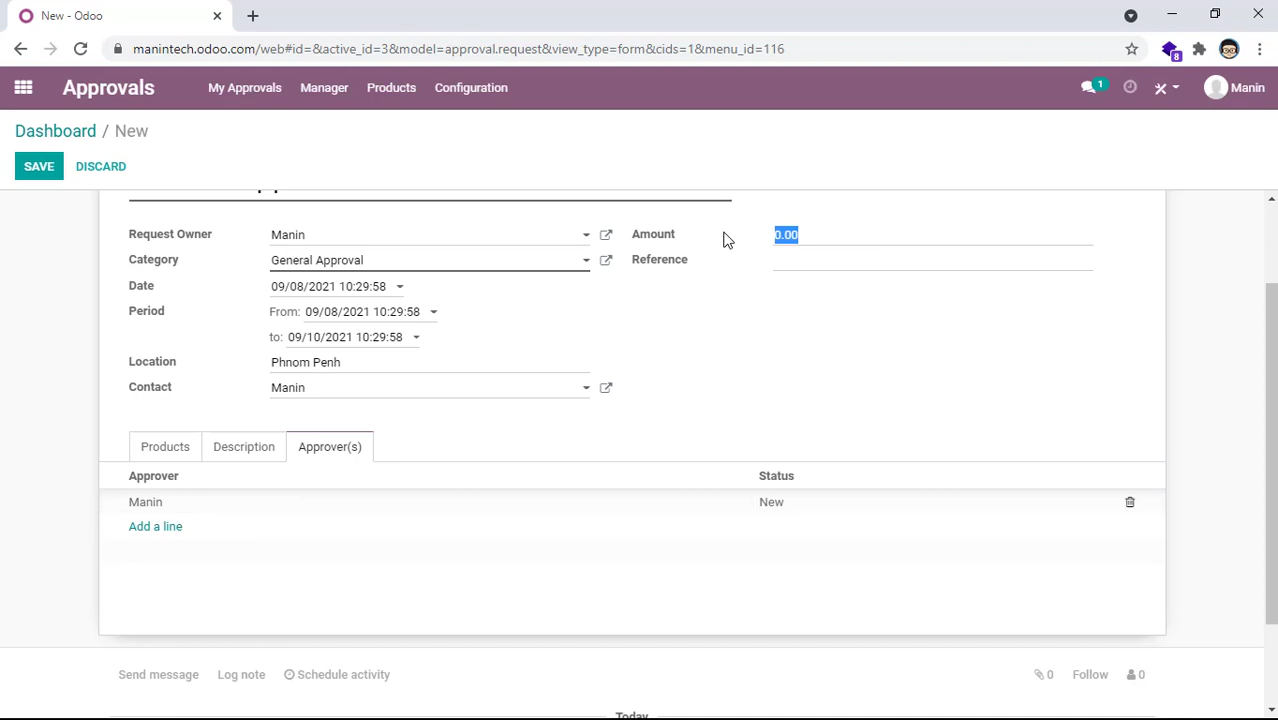 New - Odoo
manintech.odoo.com/web#id=&active_id=3&model=approval.request&view_type=form&cids=1&menu_id=116
8
Approvals My Approvals Manager Products Configuration 1 Manin
Dashboard / New
SAVE DISCARD
Request Owner Manin Amount 0.00
Category General Approval Reference
Date 09/08/2021 10:29:58
Period From: 09/08/2021 10:29:58
to: 09/10/2021 10:29:58
Location Phnom Penh
Contact Manin
Products Description Approver(s)
Approver Status
Manin New
Add a line
Send message Log note Schedule activity 0 Follow 0
Today